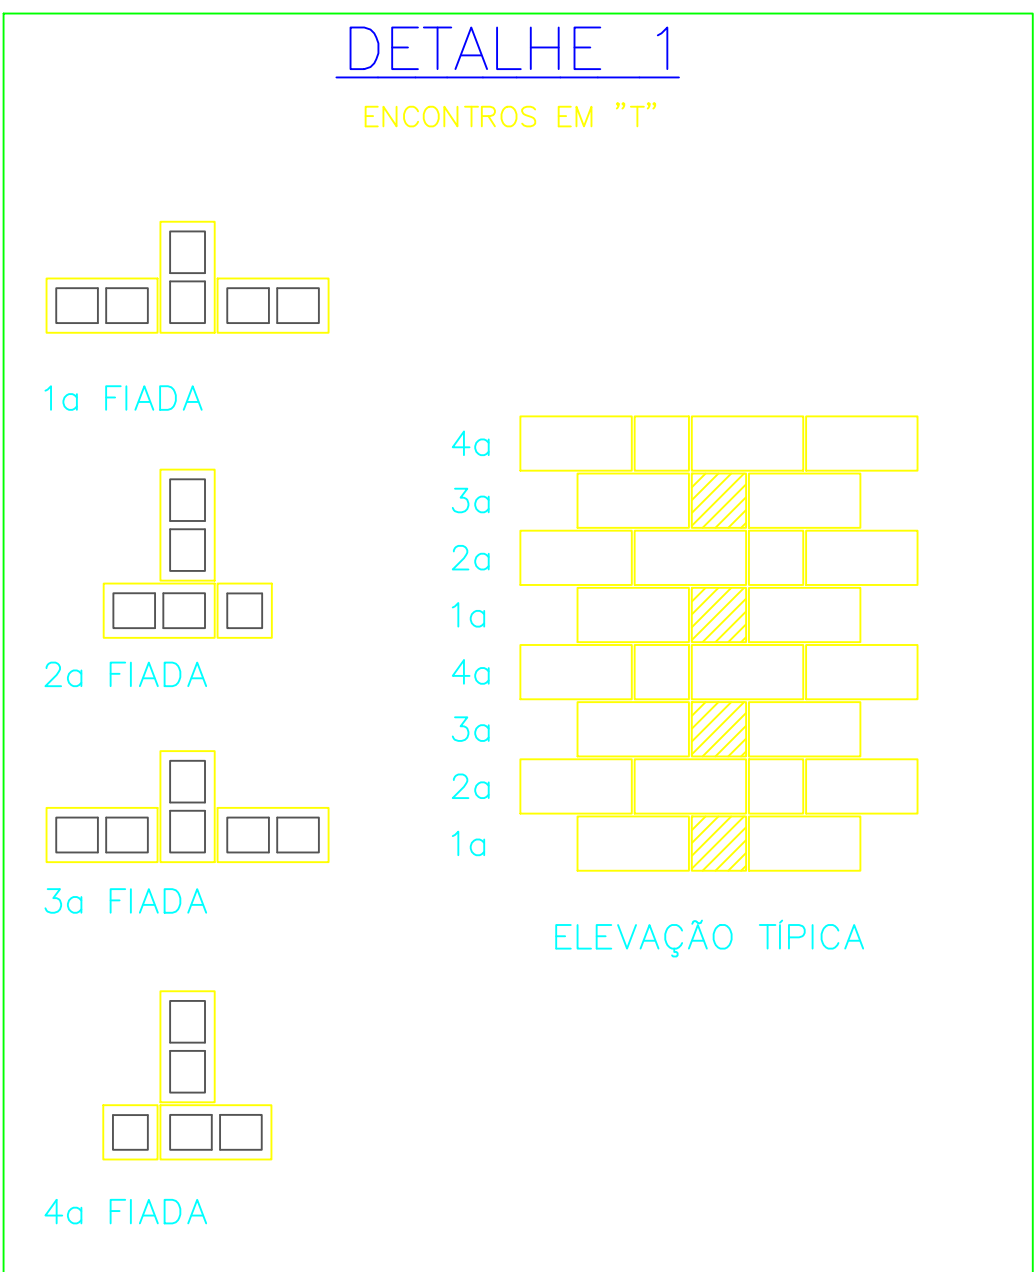 DETALHE 1
ENCONTROS EM "T"
1a FIADA
2a FIADA
3a FIADA
4a FIADA
4a
3a
2a
1a
4a
3a
2a
1a
ELEVAÇÃO TÍPICA